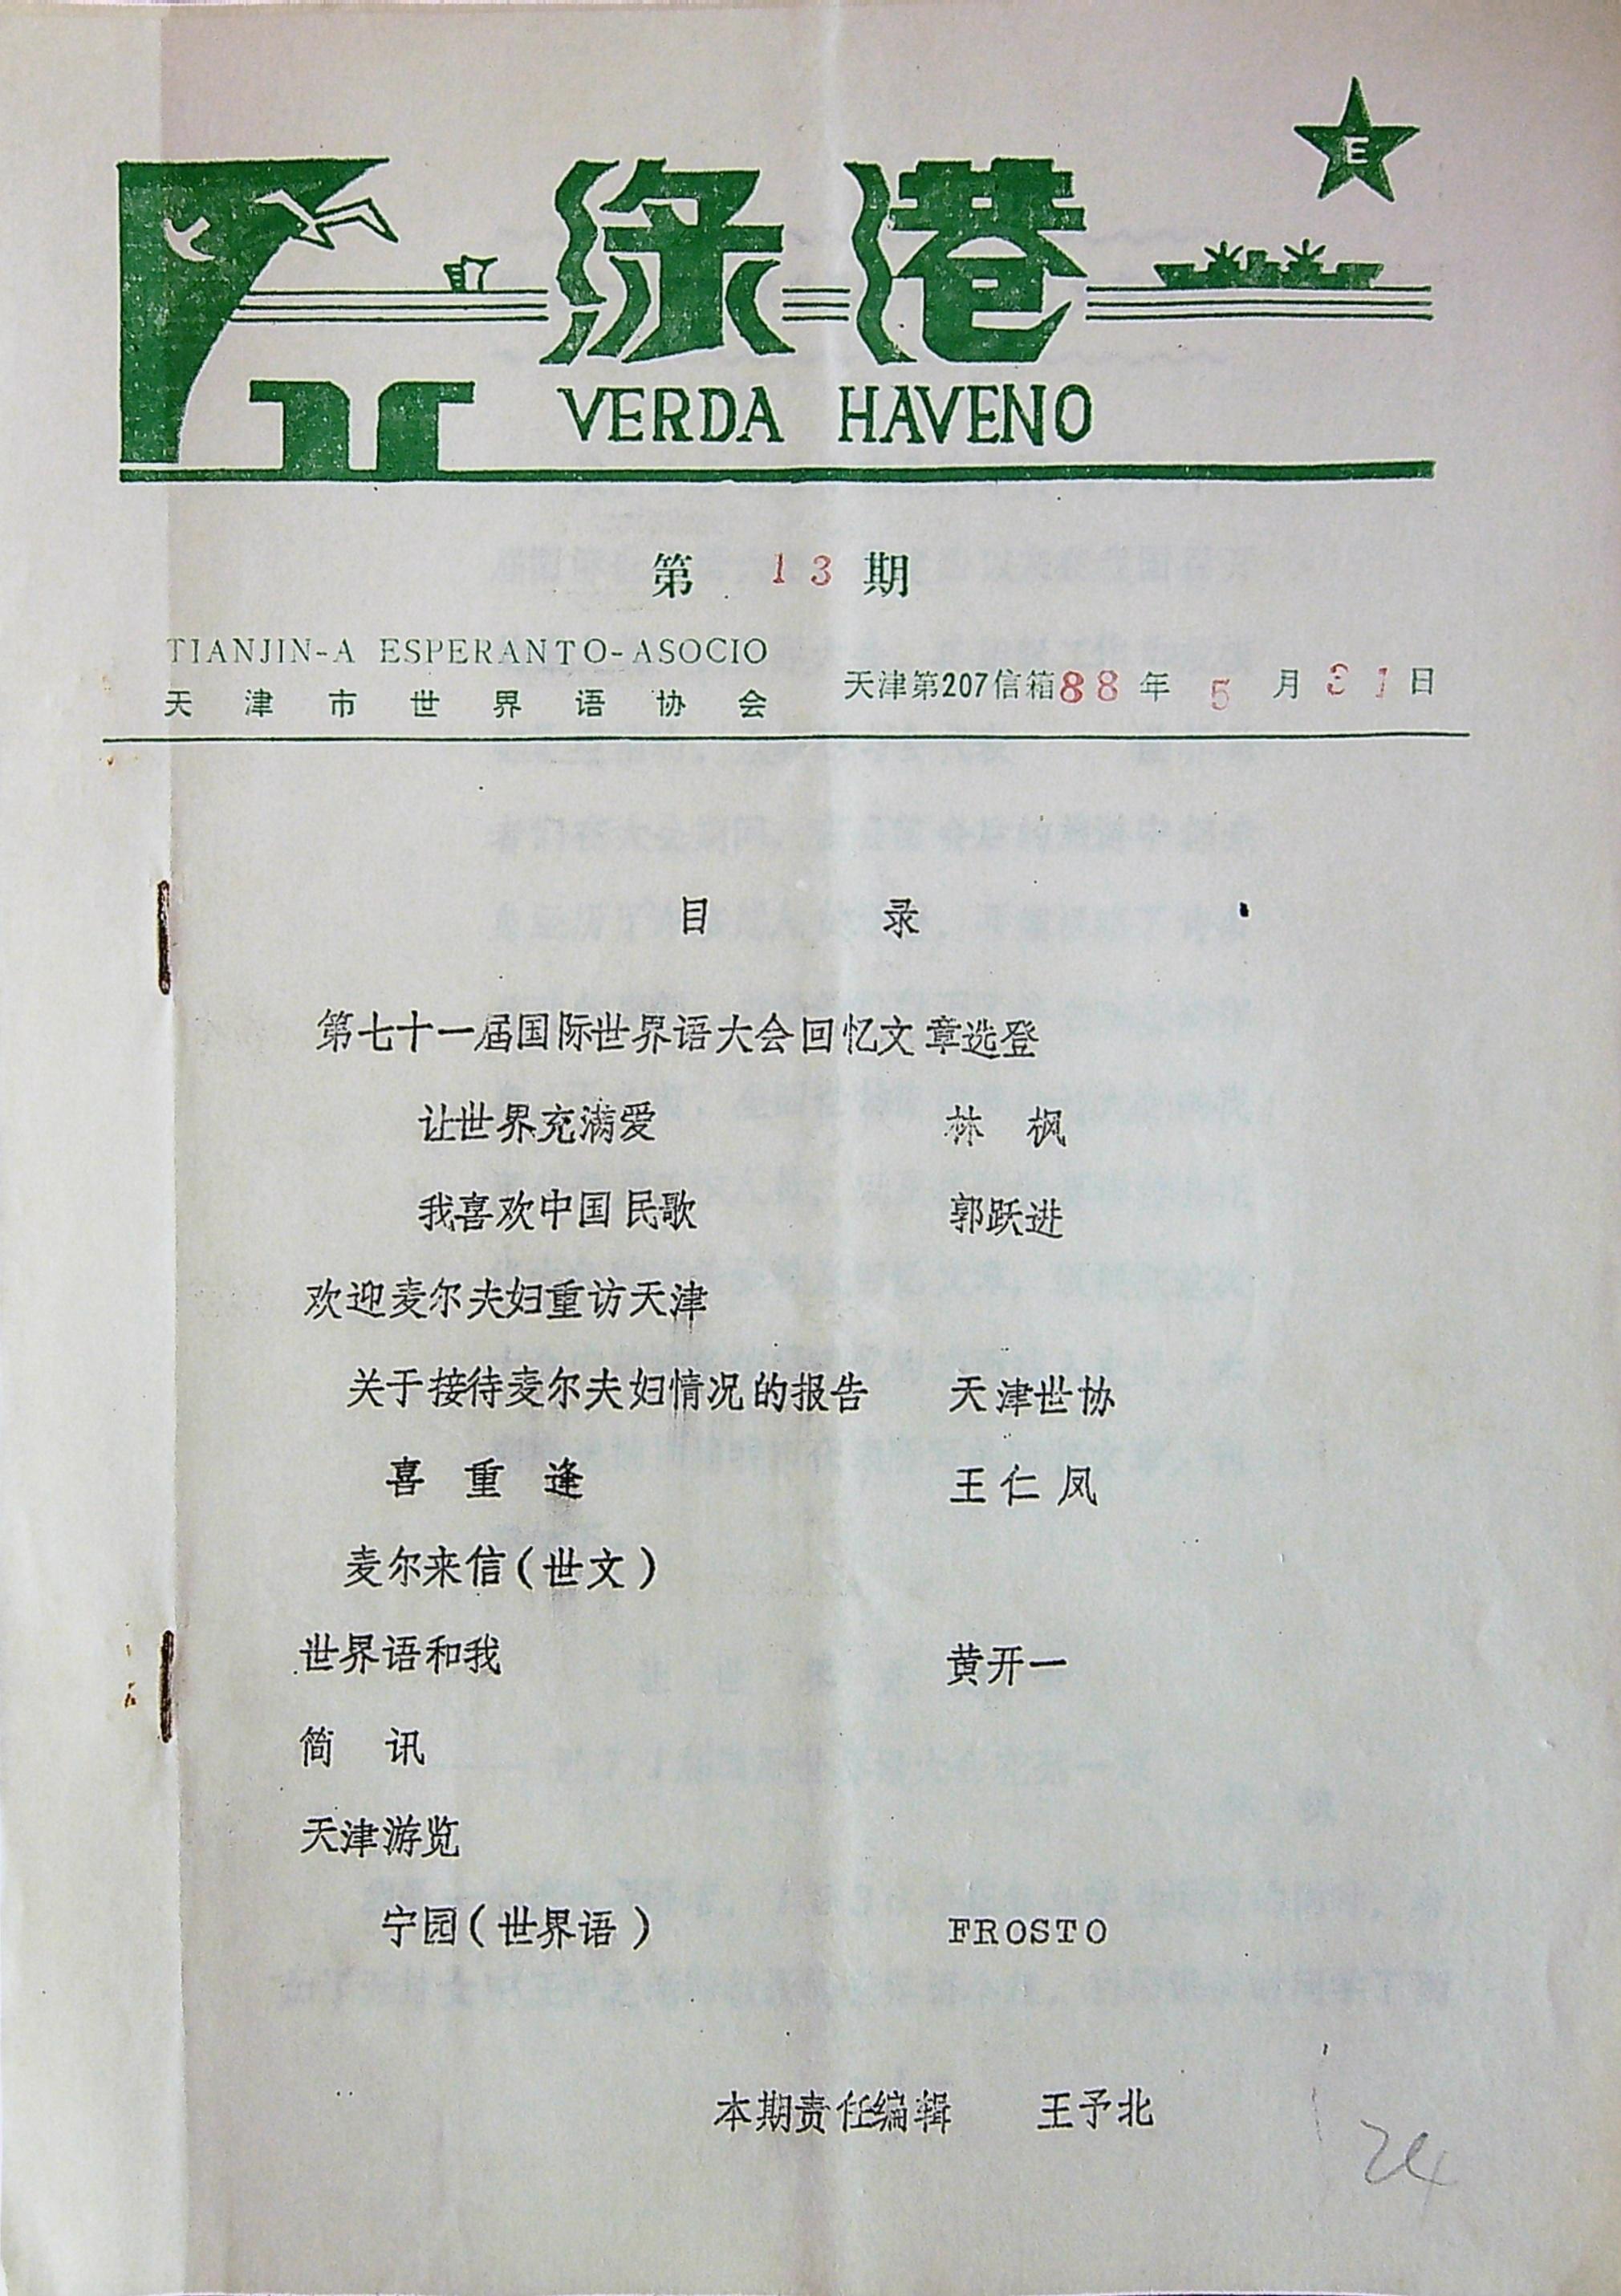 绿港
E
VERDA HAVENO
第 13 期
TIANJIN-A ESPERANTO-ASOCIO
天津市世界语协会
天津第207信箱 88年 5月 31日
目 录
第七十一届国际世界语大会回忆文章选登
让世界充满爱 林 枫
我喜欢中国民歌 郭跃进
欢迎麦尔夫妇重访天津
关于接待麦尔夫妇情况的报告 天津世协
喜 重 逢 王仁凤
麦尔来信(世文)
世界语和我 黄开一
简 讯
天津游览
宁园(世界语) FROSTO
本期责任编辑 王予北
24